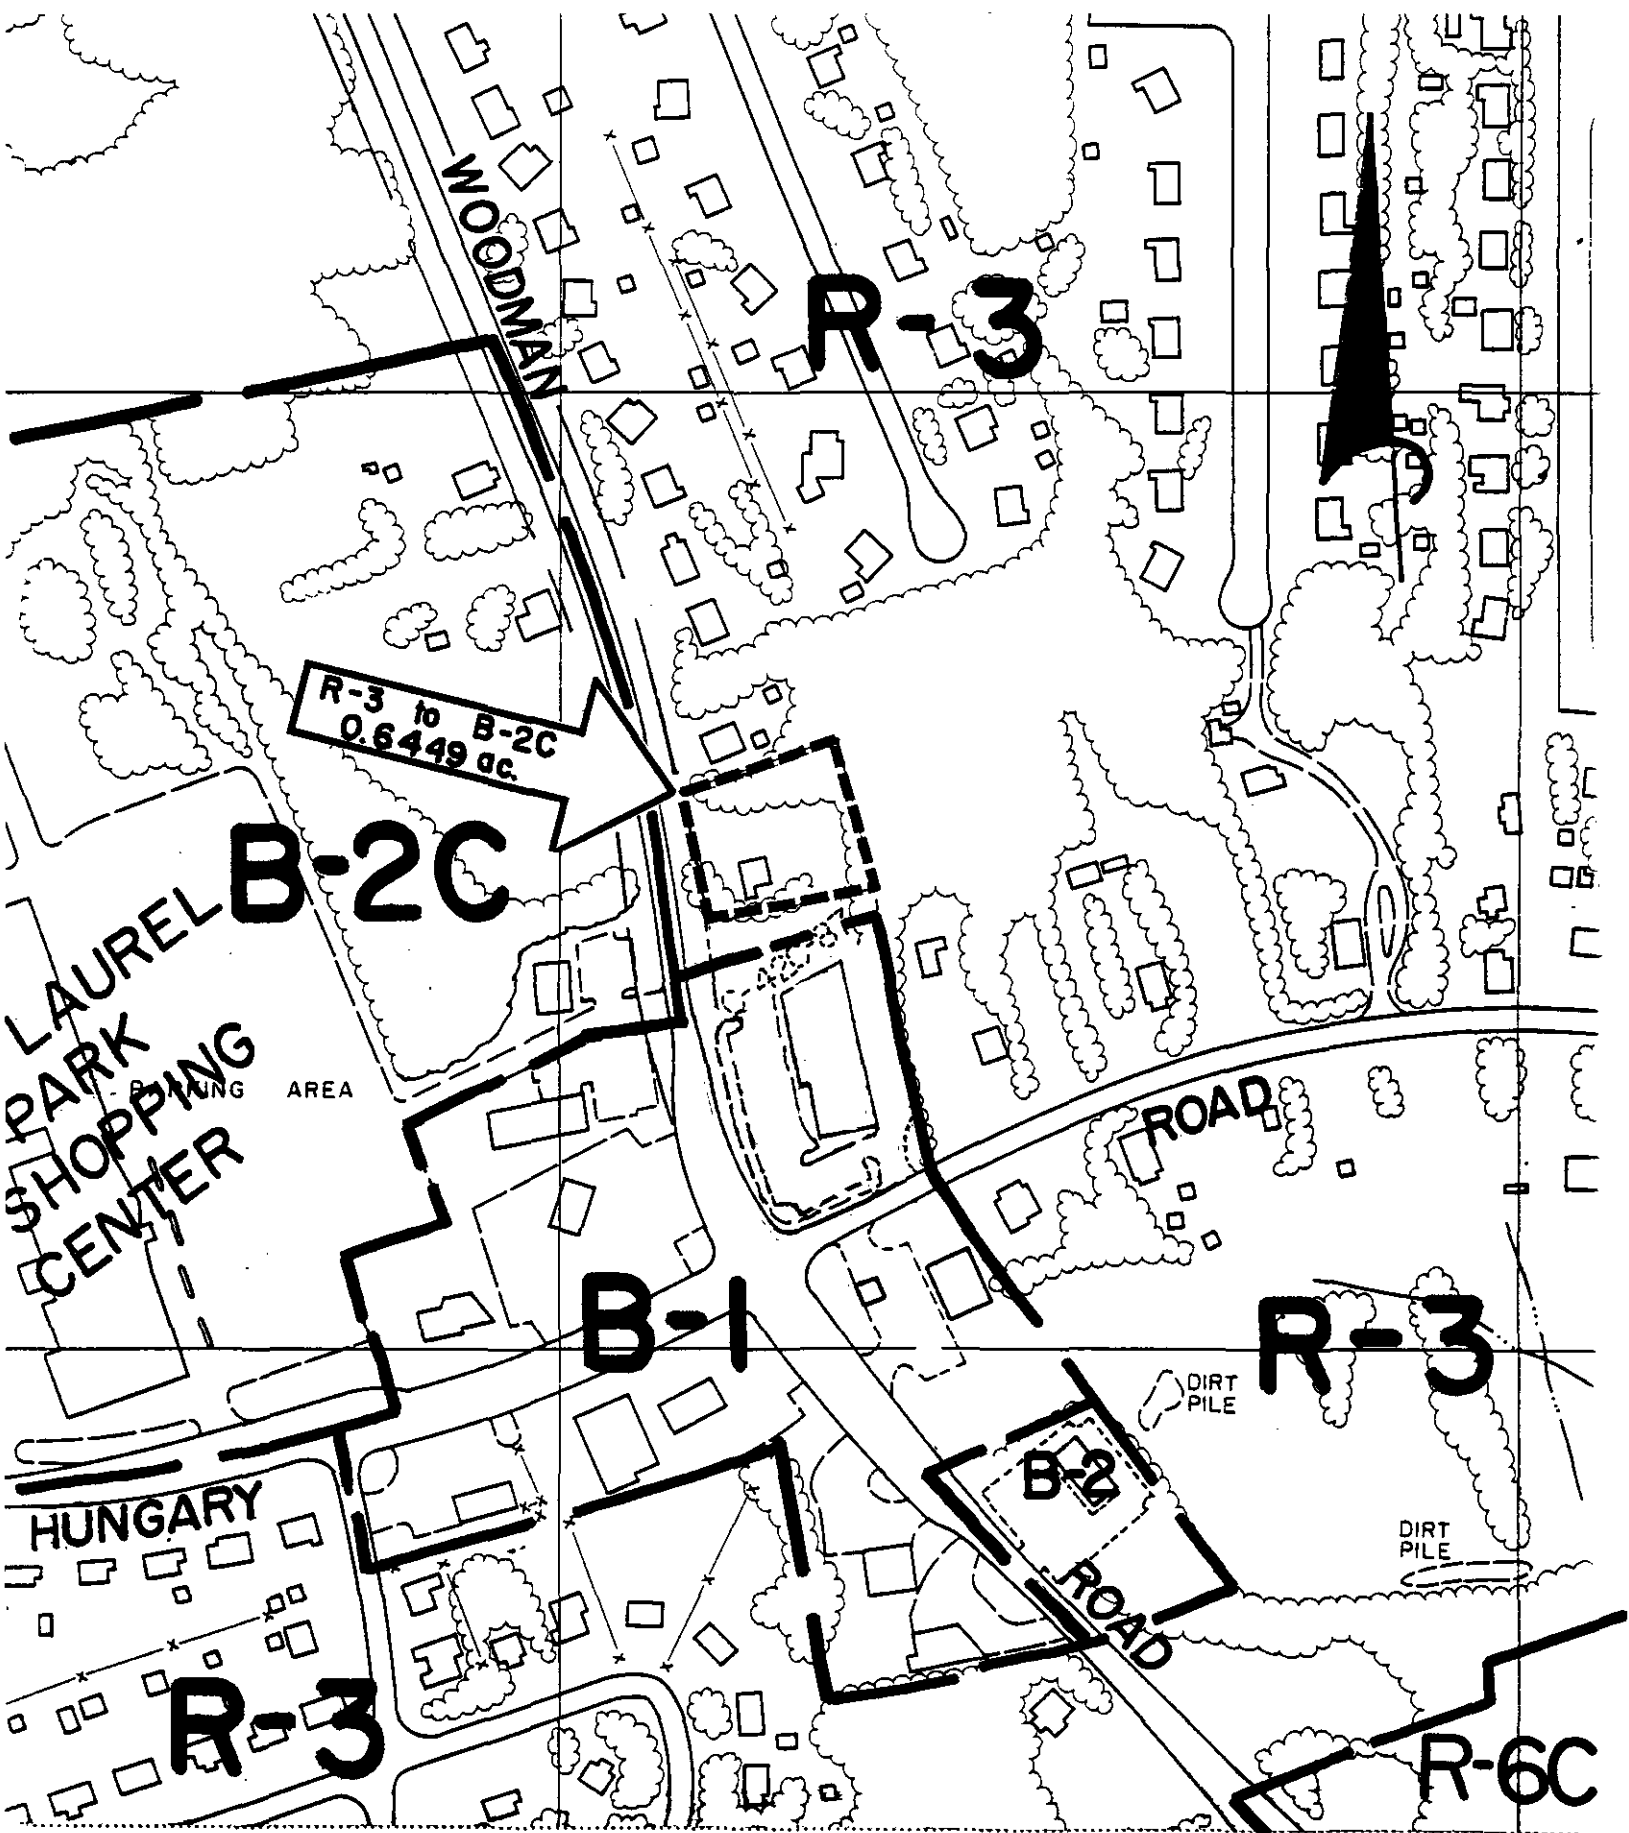 WOODMAN
R-3
R-3 to B-2C
0.6449 ac.
B-2C
LAUREL
PARK
SHOPPING
CENTER
PARKING AREA
ROAD
B-1
R-3
DIRT
PILE
B-2
HUNGARY
DIRT
PILE
ROAD
R-3
R-6C